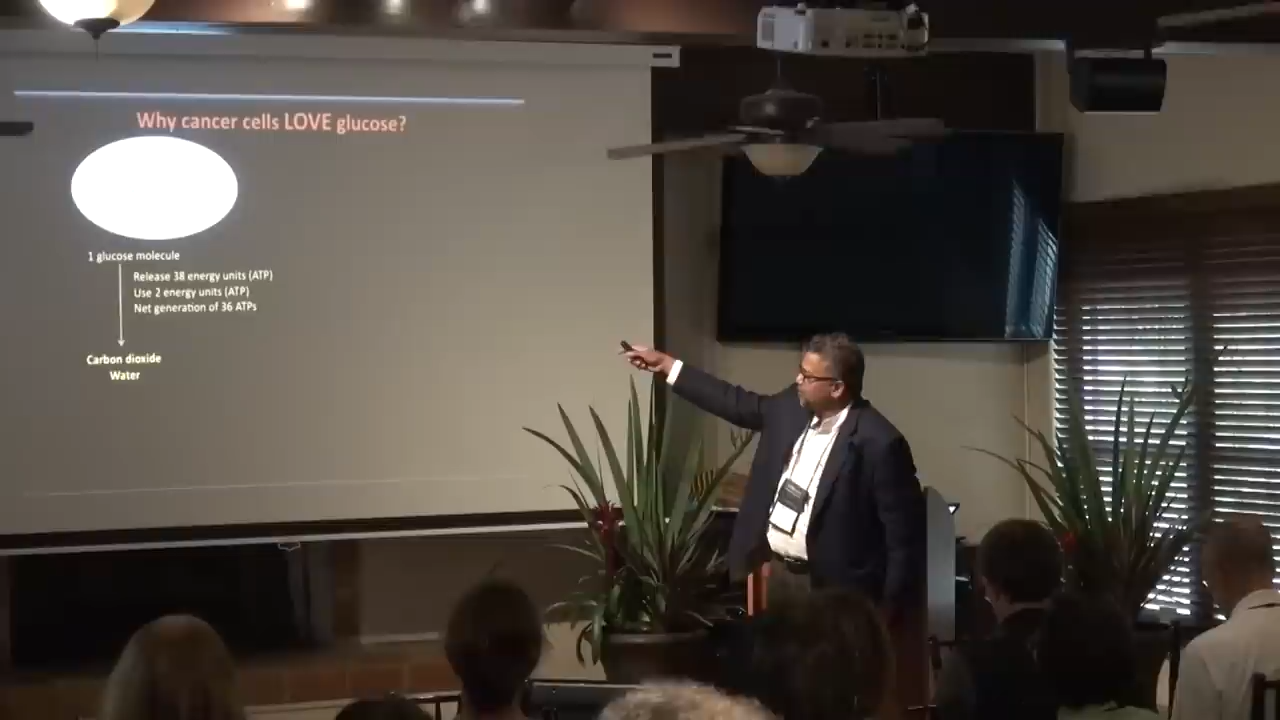 Why cancer cells LOVE glucose?
1 glucose molecule
Release 38 energy units (ATP)
Use 2 energy units (ATP)
Net generation of 36 ATPs
Carbon dioxide
Water